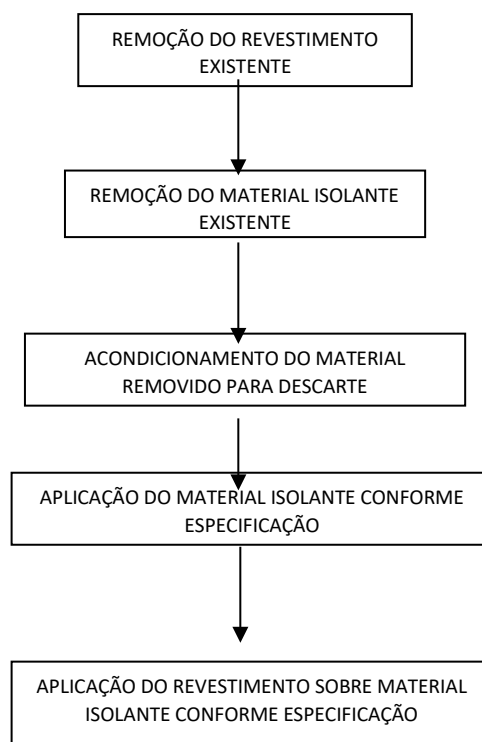 REMOÇÃO DO REVESTIMENTO
EXISTENTE
REMOÇÃO DO MATERIAL ISOLANTE
EXISTENTE
ACONDICIONAMENTO DO MATERIAL
REMOVIDO PARA DESCARTE
APLICAÇÃO DO MATERIAL ISOLANTE CONFORME
ESPECIFICAÇÃO
APLICAÇÃO DO REVESTIMENTO SOBRE MATERIAL
ISOLANTE CONFORME ESPECIFICAÇÃO